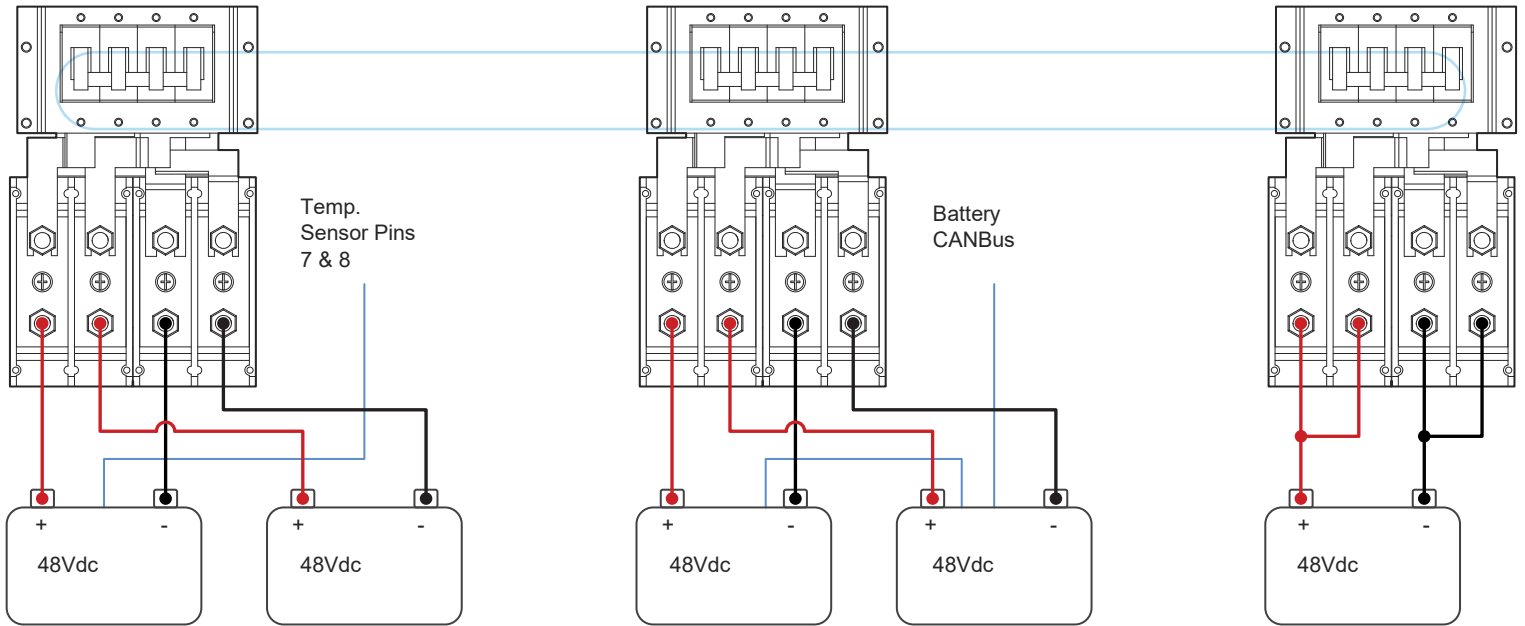 Temp.
Sensor Pins
7 & 8
Battery
CANBus
+ -
48Vdc
+ -
48Vdc
+ -
48Vdc
+ -
48Vdc
+ -
48Vdc